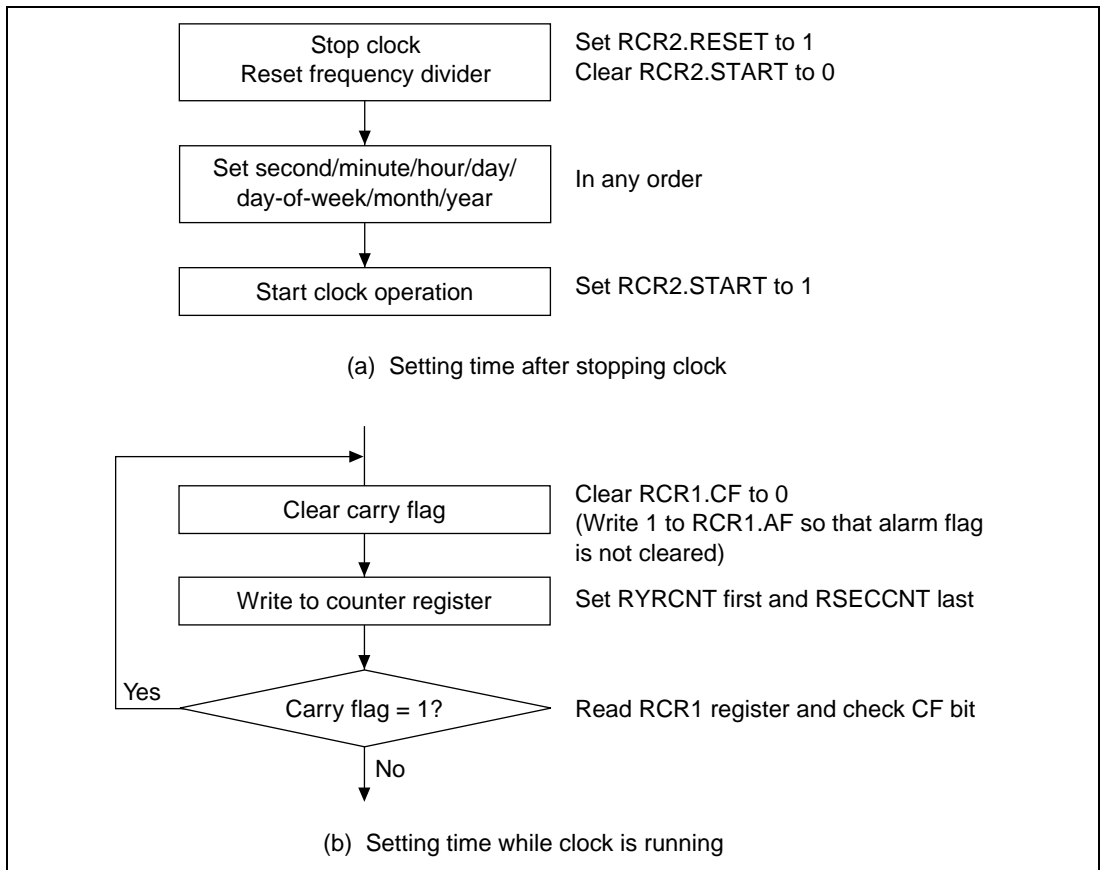 Stop clock
Reset frequency divider
Set RCR2.RESET to 1
Clear RCR2.START to 0
Set second/minute/hour/day/
day-of-week/month/year
In any order
Start clock operation
Set RCR2.START to 1
(a) Setting time after stopping clock
Clear carry flag
Clear RCR1.CF to 0
(Write 1 to RCR1.AF so that alarm flag
is not cleared)
Write to counter register
Set RYRCNT first and RSECCNT last
Yes
Carry flag = 1?
Read RCR1 register and check CF bit
No
(b) Setting time while clock is running